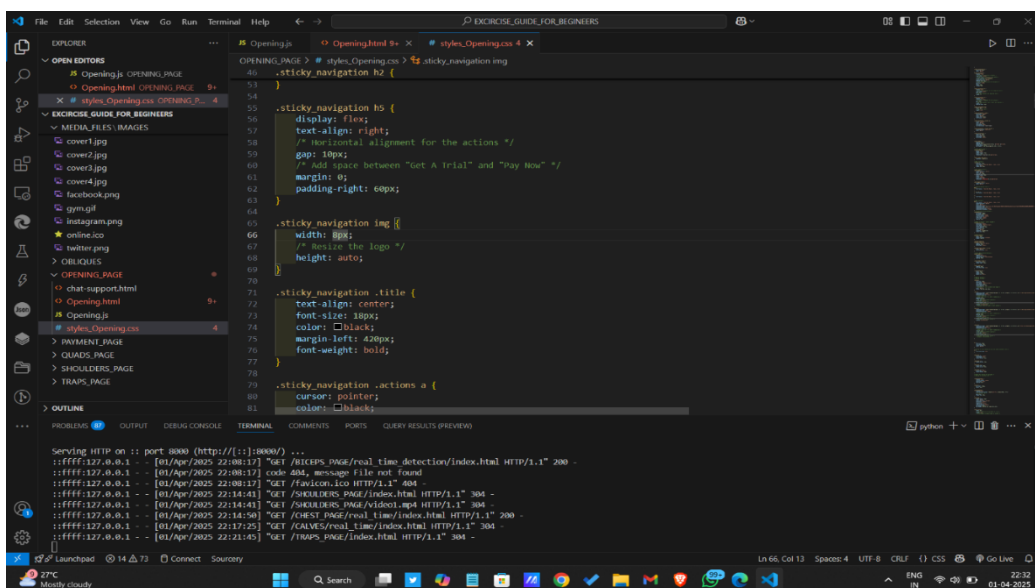 File Edit Selection View Go Run Terminal Help
EXCIRCISE_GUIDE_FOR_BEGINEERS
EXPLORER
OPEN EDITORS
JS Opening.js OPENING_PAGE
Opening.html OPENING_PAGE 9+
# styles_Opening.css OPENING_P... 4
EXCIRCISE_GUIDE_FOR_BEGINEERS
MEDIA_FILES\IMAGES
cover1.jpg
cover2.jpg
cover3.jpg
cover4.jpg
facebook.png
gym.gif
instagram.png
online.ico
twitter.png
OBLIQUES
OPENING_PAGE
chat-support.html
Opening.html 9+
JS Opening.js
# styles_Opening.css 4
PAYMENT_PAGE
QUADS_PAGE
SHOULDERS_PAGE
TRAPS_PAGE
OUTLINE
JS Opening.js Opening.html 9+ # styles_Opening.css 4
OPENING_PAGE > # styles_Opening.css > .sticky_navigation img
46 .sticky_navigation h2 {
53 }
54
55 .sticky_navigation h5 {
56 display: flex;
57 text-align: right;
58 /* Horizontal alignment for the actions */
59 gap: 10px;
60 /* Add space between "Get A Trial" and "Pay Now" */
61 margin: 0;
62 padding-right: 60px;
63 }
64
65 .sticky_navigation img {
66 width: 8px;
67 /* Resize the logo */
68 height: auto;
69 }
70
71 .sticky_navigation .title {
72 text-align: center;
73 font-size: 18px;
74 color: black;
75 margin-left: 420px;
76 font-weight: bold;
77 }
78
79 .sticky_navigation .actions a {
80 cursor: pointer;
81 color: black;
PROBLEMS 87 OUTPUT DEBUG CONSOLE TERMINAL COMMENTS PORTS QUERY RESULTS (PREVIEW)
python
Serving HTTP on :: port 8000 (http://[::]:8000/) ...
::ffff:127.0.0.1 - - [01/Apr/2025 22:08:17] "GET /BICEPS_PAGE/real_time_detection/index.html HTTP/1.1" 200 -
::ffff:127.0.0.1 - - [01/Apr/2025 22:08:17] code 404, message File not found
::ffff:127.0.0.1 - - [01/Apr/2025 22:08:17] "GET /favicon.ico HTTP/1.1" 404 -
::ffff:127.0.0.1 - - [01/Apr/2025 22:14:41] "GET /SHOULDERS_PAGE/index.html HTTP/1.1" 304 -
::ffff:127.0.0.1 - - [01/Apr/2025 22:14:41] "GET /SHOULDERS_PAGE/video1.mp4 HTTP/1.1" 304 -
::ffff:127.0.0.1 - - [01/Apr/2025 22:14:50] "GET /CHEST_PAGE/real_time/index.html HTTP/1.1" 200 -
::ffff:127.0.0.1 - - [01/Apr/2025 22:17:25] "GET /CALVES/real_time/index.html HTTP/1.1" 304 -
::ffff:127.0.0.1 - - [01/Apr/2025 22:21:45] "GET /TRAPS_PAGE/index.html HTTP/1.1" 304 -
Launchpad 14 73 Connect Sourcery
Ln 66, Col 13 Spaces: 4 UTF-8 CRLF {} CSS Go Live
27°C
Mostly cloudy
Search
ENG
IN
22:32
01-04-2025